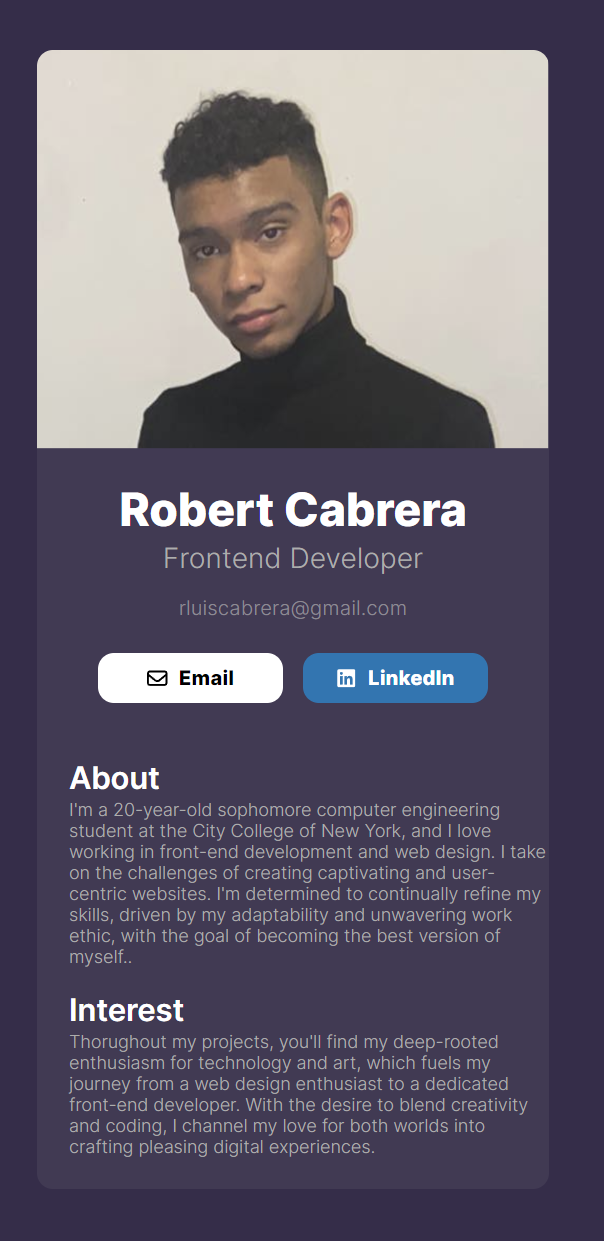 Robert Cabrera
Frontend Developer
rluiscabrera@gmail.com
Email
LinkedIn
About
I'm a 20-year-old sophomore computer engineering
student at the City College of New York, and I love
working in front-end development and web design. I take
on the challenges of creating captivating and user-
centric websites. I'm determined to continually refine my
skills, driven by my adaptability and unwavering work
ethic, with the goal of becoming the best version of
myself..
Interest
Thorughout my projects, you'll find my deep-rooted
enthusiasm for technology and art, which fuels my
journey from a web design enthusiast to a dedicated
front-end developer. With the desire to blend creativity
and coding, I channel my love for both worlds into
crafting pleasing digital experiences.